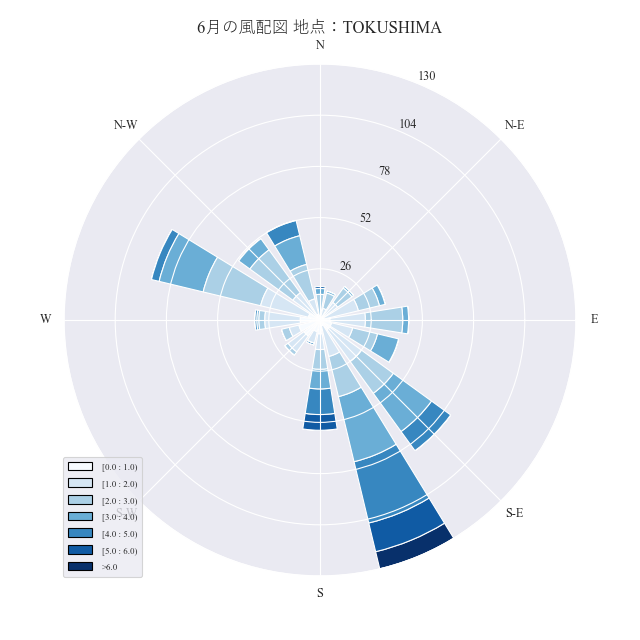 6月の風配図 地点：TOKUSHIMA
N
N-W
N-E
130
104
78
52
26
W
E
S-W
S-E
S
[0.0 : 1.0)
[1.0 : 2.0)
[2.0 : 3.0)
[3.0 : 4.0)
[4.0 : 5.0)
[5.0 : 6.0)
>6.0